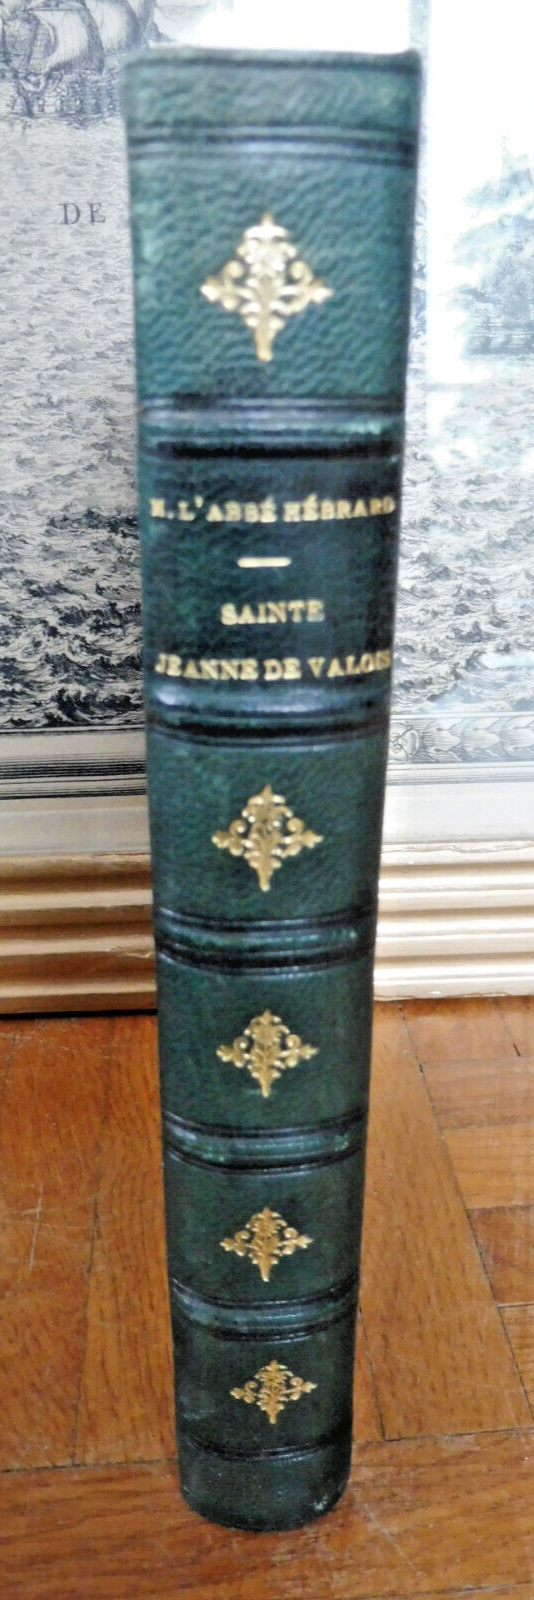 DE
M. L'ABBÉ HÉBRARD
SAINTE
JEANNE DE VALOIS